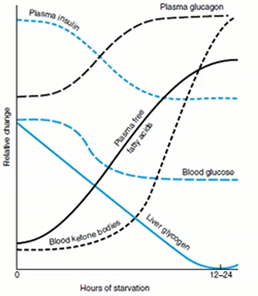 Plasma glucagon
Plasma insulin
Plasma free
fatty acids
Blood glucose
Liver glycogen
Blood ketone bodies
Relative change
0
12–24
Hours of starvation